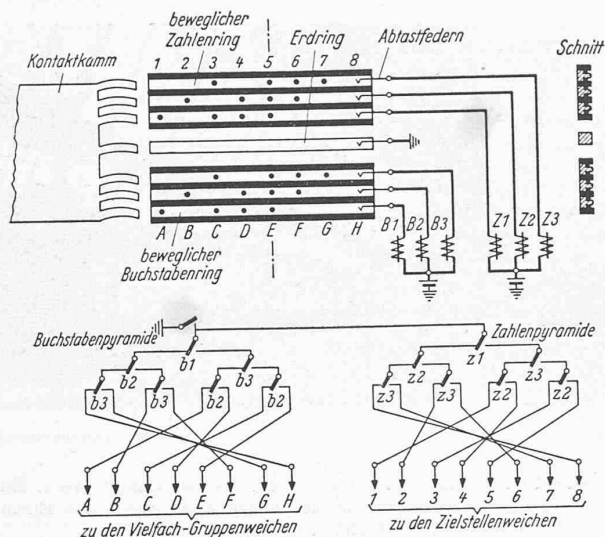 beweglicher
Zahlenring
Erdring
Abtastfedern
Schnitt
Kontaktkamm
1 2 3 4 5 6 7 8
A B C D E F G H
B1 B2 B3 Z1 Z2 Z3
beweglicher
Buchstabenring
Buchstabenpyramide
Zahlenpyramide
b1
z1
b2 b3
z2 z3
b3 b3 b2 b2
z3 z3 z2 z2
A B C D E F G H
1 2 3 4 5 6 7 8
zu den Vielfach-Gruppenweichen
zu den Zielstellenweichen